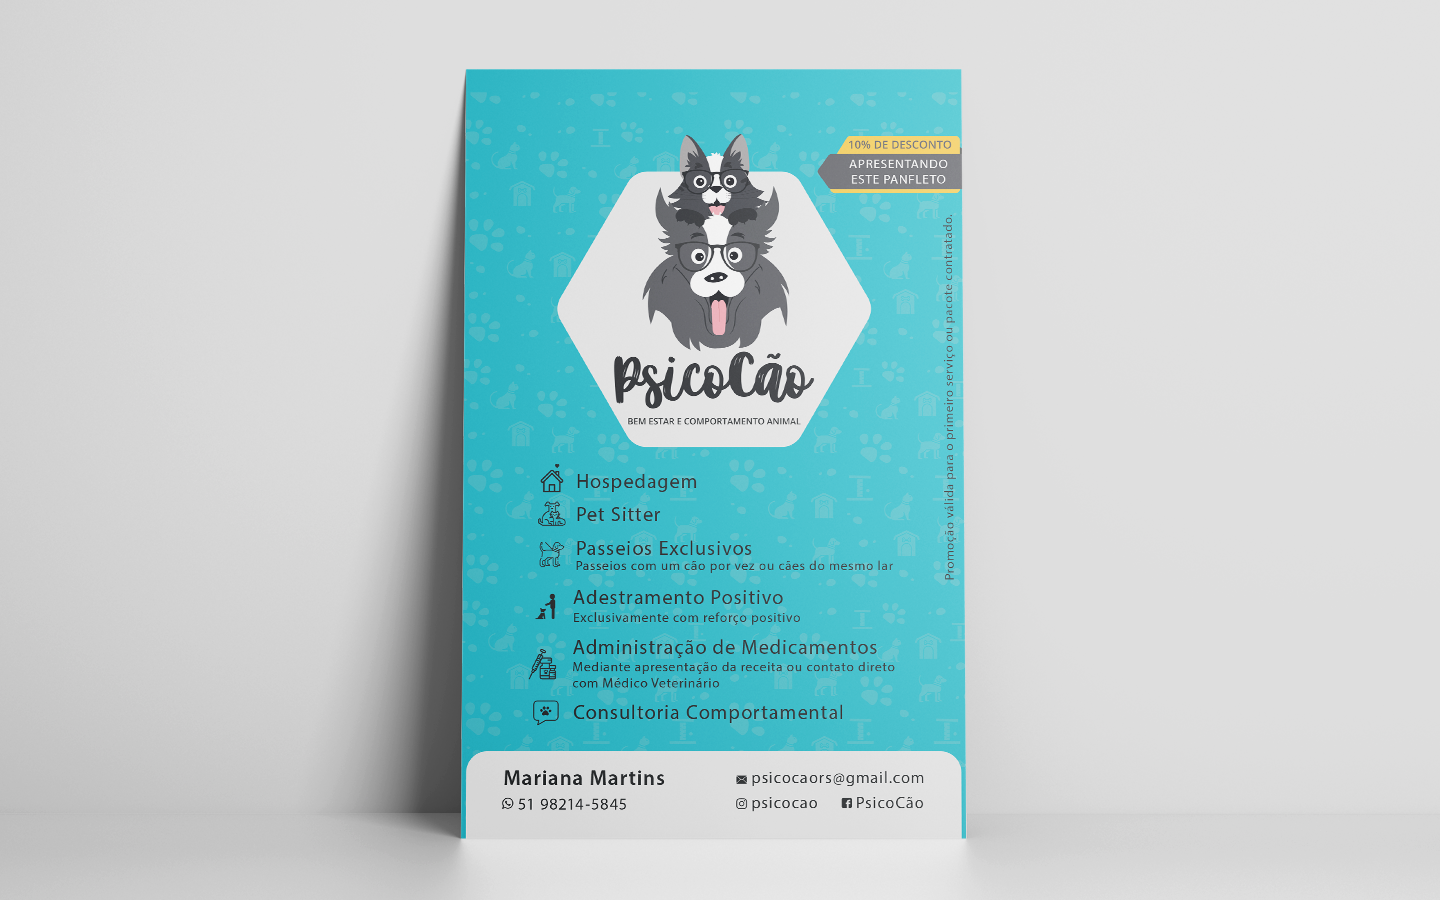 10% DE DESCONTO
APRESENTANDO
ESTE PANFLETO
Promoção válida para o primeiro serviço ou pacote contratado.
PsicoCão
BEM ESTAR E COMPORTAMENTO ANIMAL
Hospedagem
Pet Sitter
Passeios Exclusivos
Passeios com um cão por vez ou cães do mesmo lar
Adestramento Positivo
Exclusivamente com reforço positivo
Administração de Medicamentos
Mediante apresentação da receita ou contato direto
com Médico Veterinário
Consultoria Comportamental
Mariana Martins
51 98214-5845
psicocaors@gmail.com
psicocao
PsicoCão